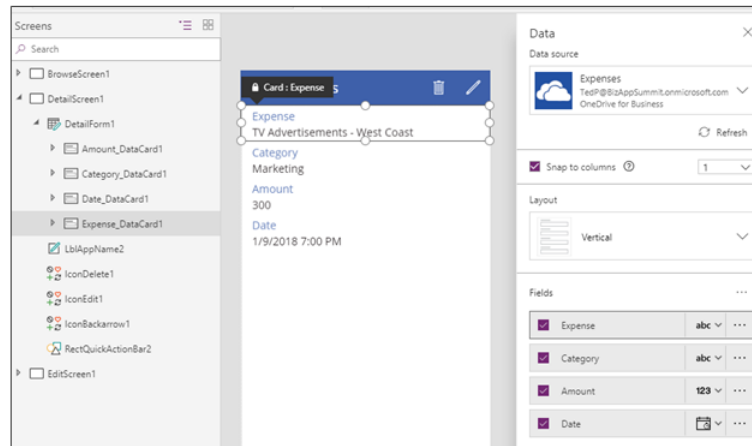 Screens
Search
BrowseScreen1
DetailScreen1
DetailForm1
Amount_DataCard1
Category_DataCard1
Date_DataCard1
Expense_DataCard1
LblAppName2
IconDelete1
IconEdit1
IconBackarrow1
RectQuickActionBar2
EditScreen1
Card : Expense
Expense
TV Advertisements - West Coast
Category
Marketing
Amount
300
Date
1/9/2018 7:00 PM
Data
Data source
Expenses
TedP@BizAppSummit.onmicrosoft.com
OneDrive for Business
Refresh
Snap to columns
1
Layout
Vertical
Fields
Expense abc
Category abc
Amount 123
Date